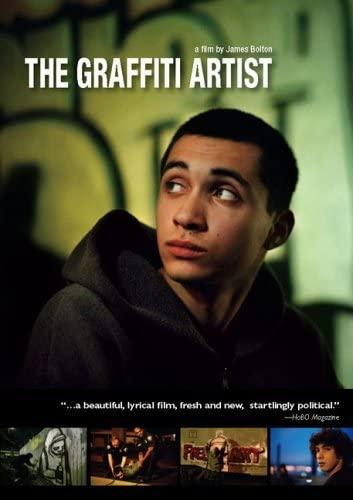 a film by James Bolton
THE GRAFFITI ARTIST
“...a beautiful, lyrical film, fresh and new, startlingly political.”
—HoBO Magazine